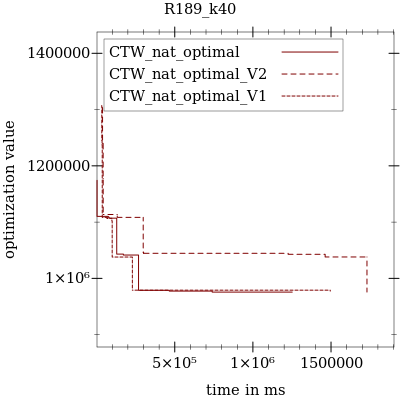 R189_k40
CTW_nat_optimal
CTW_nat_optimal_V2
CTW_nat_optimal_V1
optimization value
1400000
1200000
1×10⁶
5×10⁵
1×10⁶
1500000
time in ms